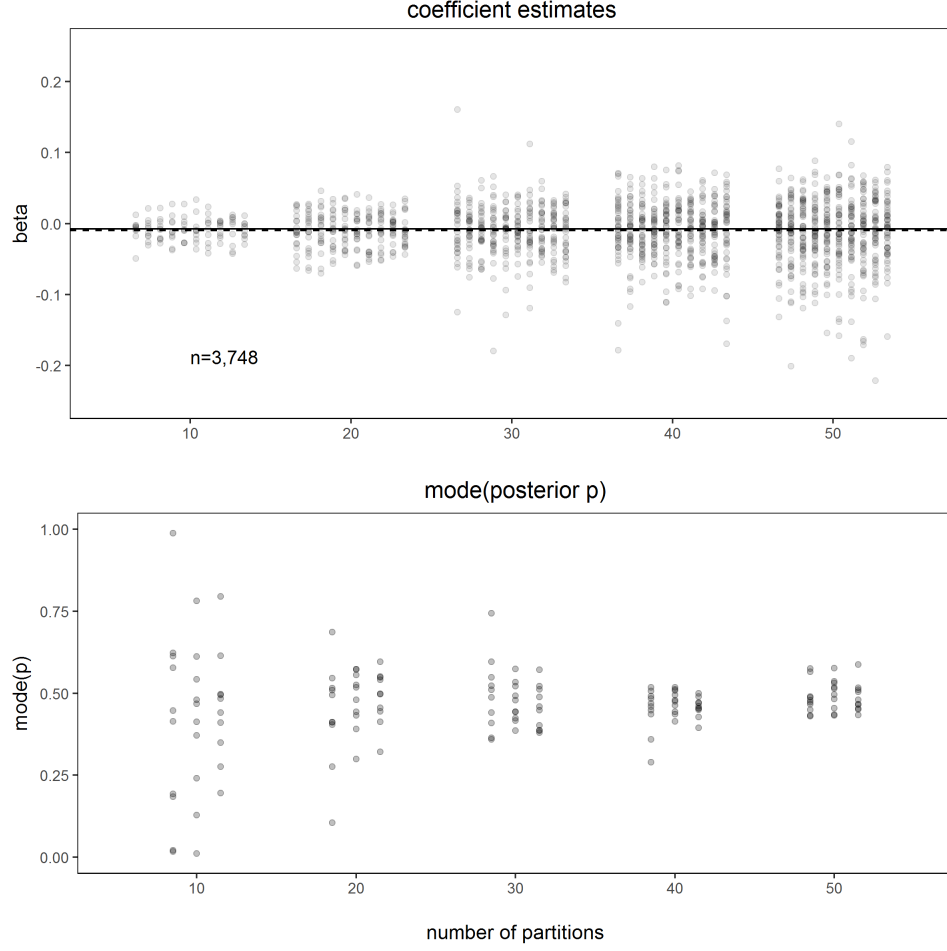 coefficient estimates
0.2
0.1
0.0
-0.1
-0.2
beta
n=3,748
10 20 30 40 50
mode(posterior p)
1.00
0.75
0.50
0.25
0.00
mode(p)
10 20 30 40 50
number of partitions